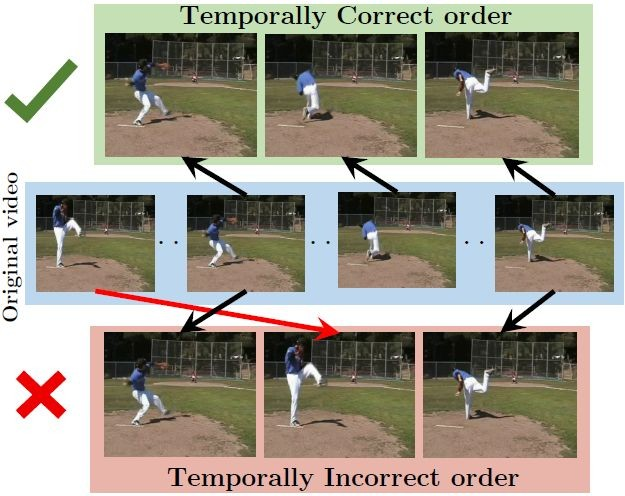 Temporally Correct order
Original video
. .
. .
. .
Temporally Incorrect order